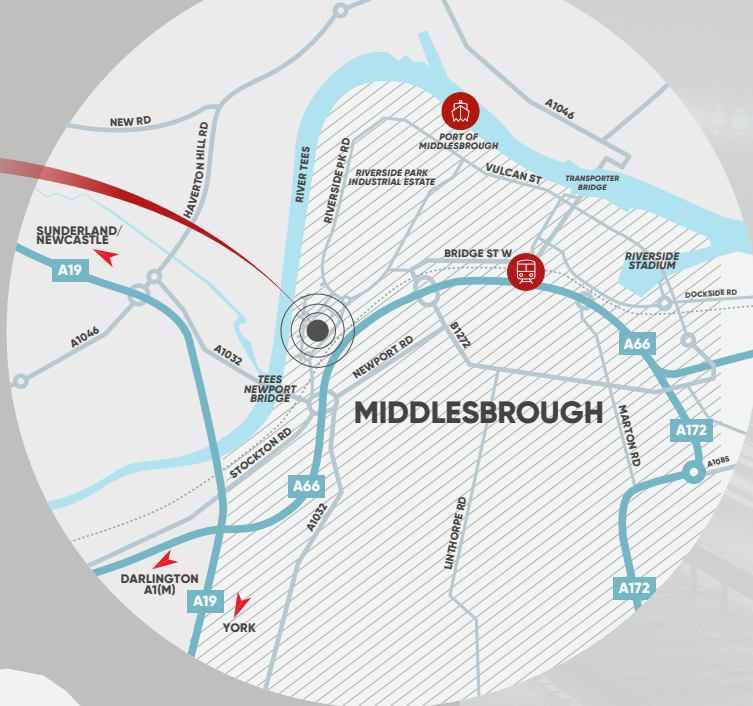 NEW RD
HAVERTON HILL RD
RIVER TEES
RIVERSIDE PK RD
PORT OF
MIDDLESBROUGH
A1046
RIVERSIDE PARK
INDUSTRIAL ESTATE
VULCAN ST
TRANSPORTER
BRIDGE
SUNDERLAND/
NEWCASTLE
A19
BRIDGE ST W
RIVERSIDE
STADIUM
DOCKSIDE RD
A1046
A1032
B1272
NEWPORT RD
A66
TEES
NEWPORT
BRIDGE
MIDDLESBROUGH
STOCKTON RD
MARTON RD
A172
A1085
A66
A1032
LINTHORPE RD
DARLINGTON
A1(M)
A19
YORK
A172